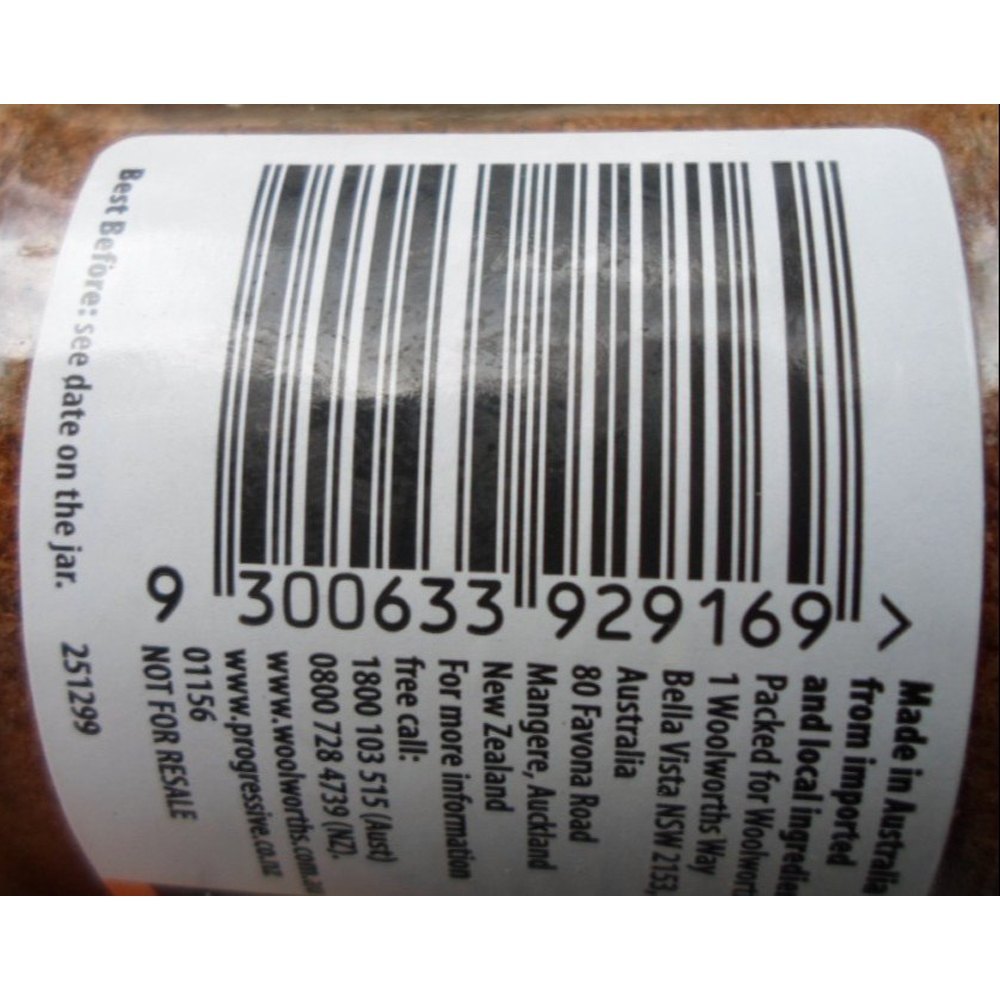 9 300633 929169 >
Made in Australia
from imported
and local ingredien
Packed for Woolwort
1 Woolworths Way
Bella Vista NSW 2153,
Australia
80 Favona Road
Mangere, Auckland
New Zealand
For more information
free call:
1800 103 515 (Aust)
0800 728 4739 (NZ).
www.woolworths.com.a
www.progressive.co.nz
01156
NOT FOR RESALE
Best Before: see date on the jar.
251299